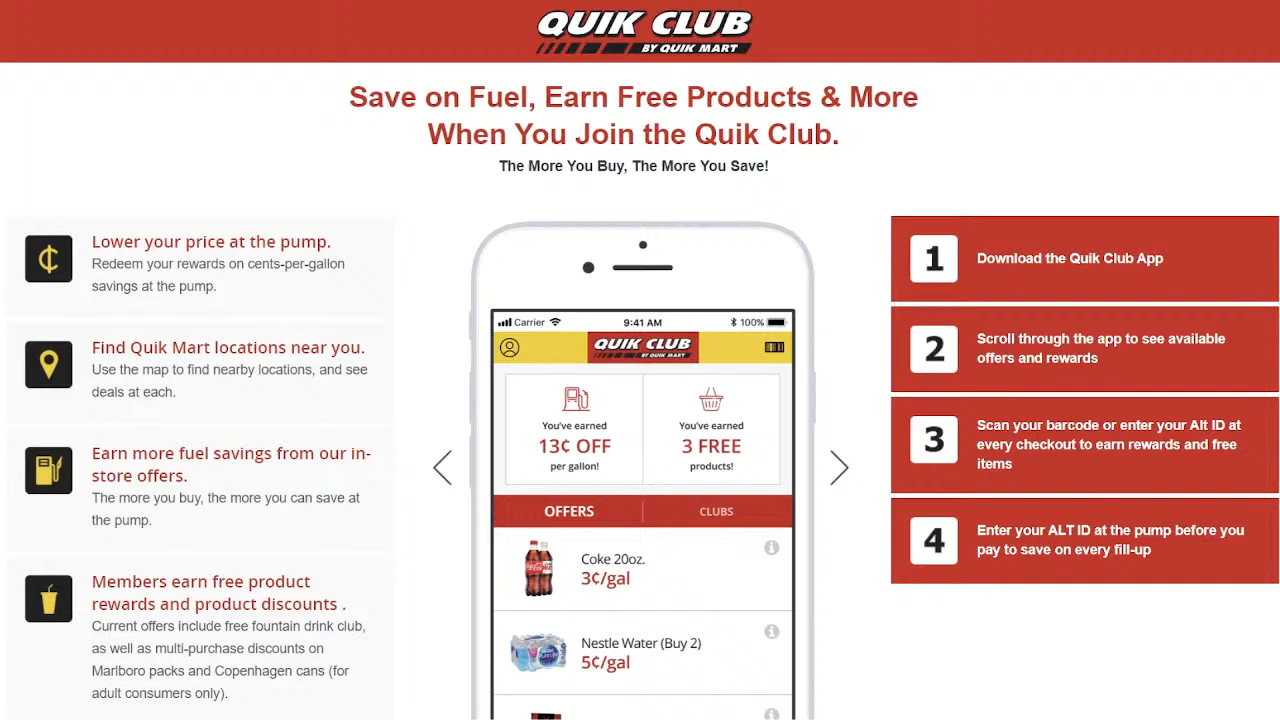 QUIK CLUB
BY QUIK MART
Save on Fuel, Earn Free Products & More
When You Join the Quik Club.
The More You Buy, The More You Save!
Lower your price at the pump.
Redeem your rewards on cents-per-gallon
savings at the pump.
Find Quik Mart locations near you.
Use the map to find nearby locations, and see
deals at each.
Earn more fuel savings from our in-
store offers.
The more you buy, the more you can save at
the pump.
Members earn free product
rewards and product discounts .
Current offers include free fountain drink club,
as well as multi-purchase discounts on
Marlboro packs and Copenhagen cans (for
adult consumers only).
Carrier
9:41 AM
100%
QUIK CLUB
BY QUIK MART
You've earned
13¢ OFF
per gallon!
You've earned
3 FREE
products!
OFFERS
CLUBS
Coke 20oz.
3¢/gal
Nestle Water (Buy 2)
5¢/gal
1
Download the Quik Club App
2
Scroll through the app to see available
offers and rewards
3
Scan your barcode or enter your Alt ID at
every checkout to earn rewards and free
items
4
Enter your ALT ID at the pump before you
pay to save on every fill-up